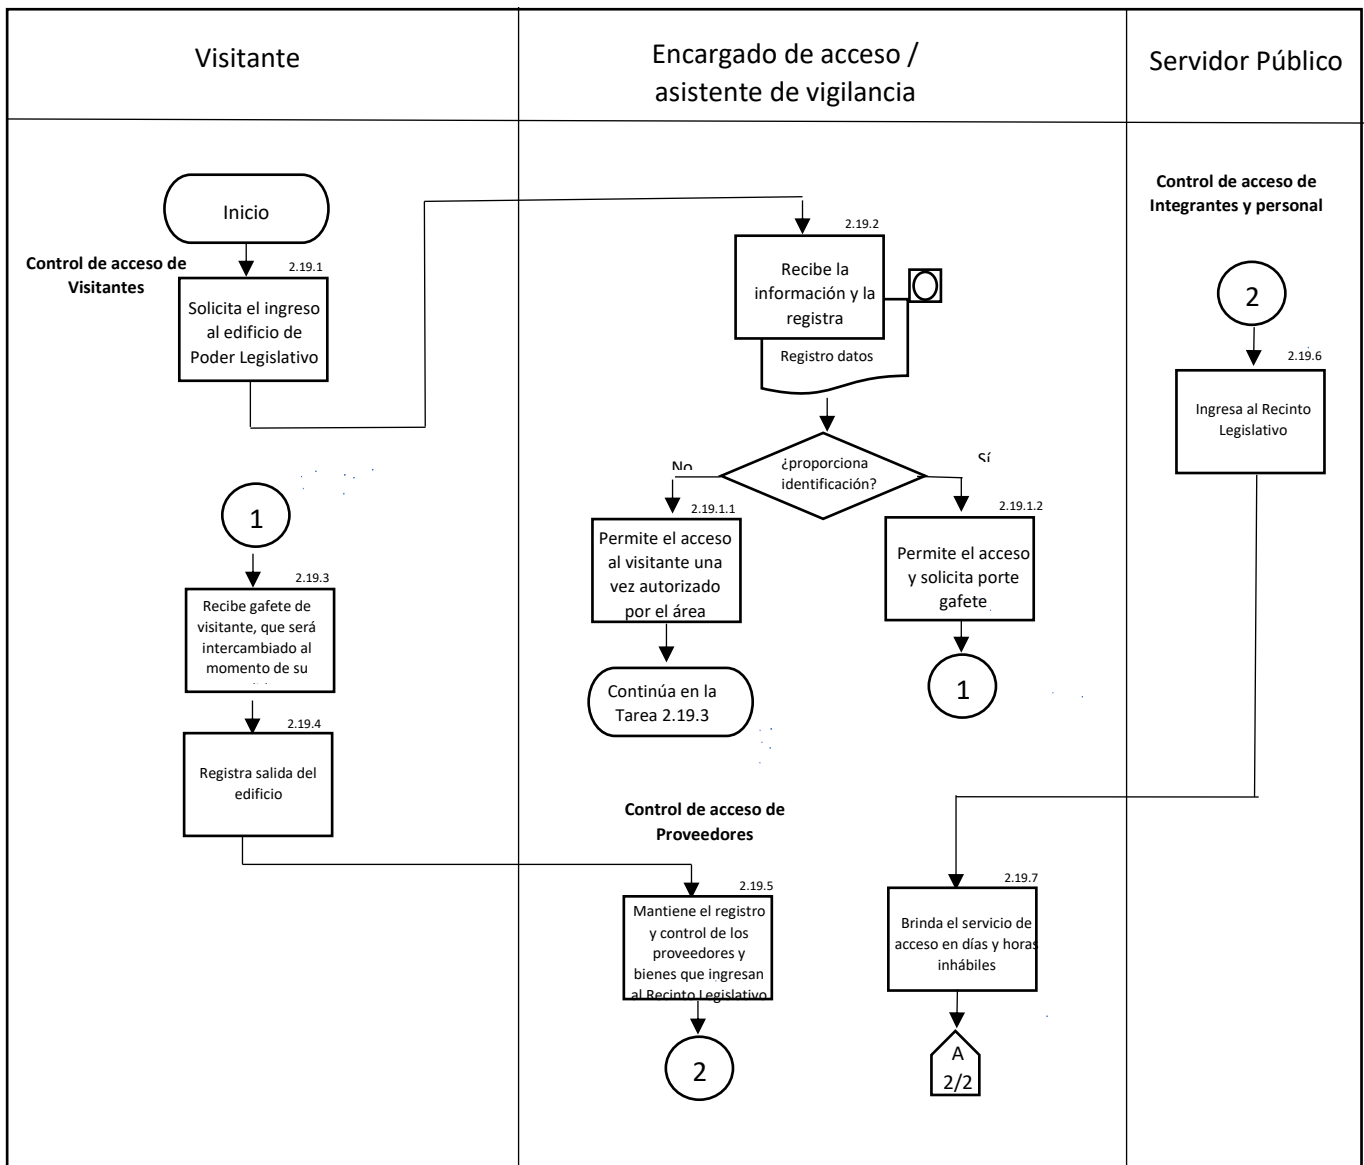 Visitante
Encargado de acceso /
asistente de vigilancia
Servidor Público
Control de acceso de
Visitantes
Inicio
2.19.1
Solicita el ingreso
al edificio de
Poder Legislativo
2.19.2
Recibe la
información y la
registra
Registro datos
¿proporciona
identificación?
No
Sí
2.19.1.1
Permite el acceso
al visitante una
vez autorizado
por el área
Continúa en la
Tarea 2.19.3
2.19.1.2
Permite el acceso
y solicita porte
gafete
1
1
2.19.3
Recibe gafete de
visitante, que será
intercambiado al
momento de su
2.19.4
Registra salida del
edificio
Control de acceso de
Proveedores
2.19.5
Mantiene el registro
y control de los
proveedores y
bienes que ingresan
al Recinto Legislativo
2
Control de acceso de
Integrantes y personal
2
2.19.6
Ingresa al Recinto
Legislativo
2.19.7
Brinda el servicio de
acceso en días y horas
inhábiles
A
2/2